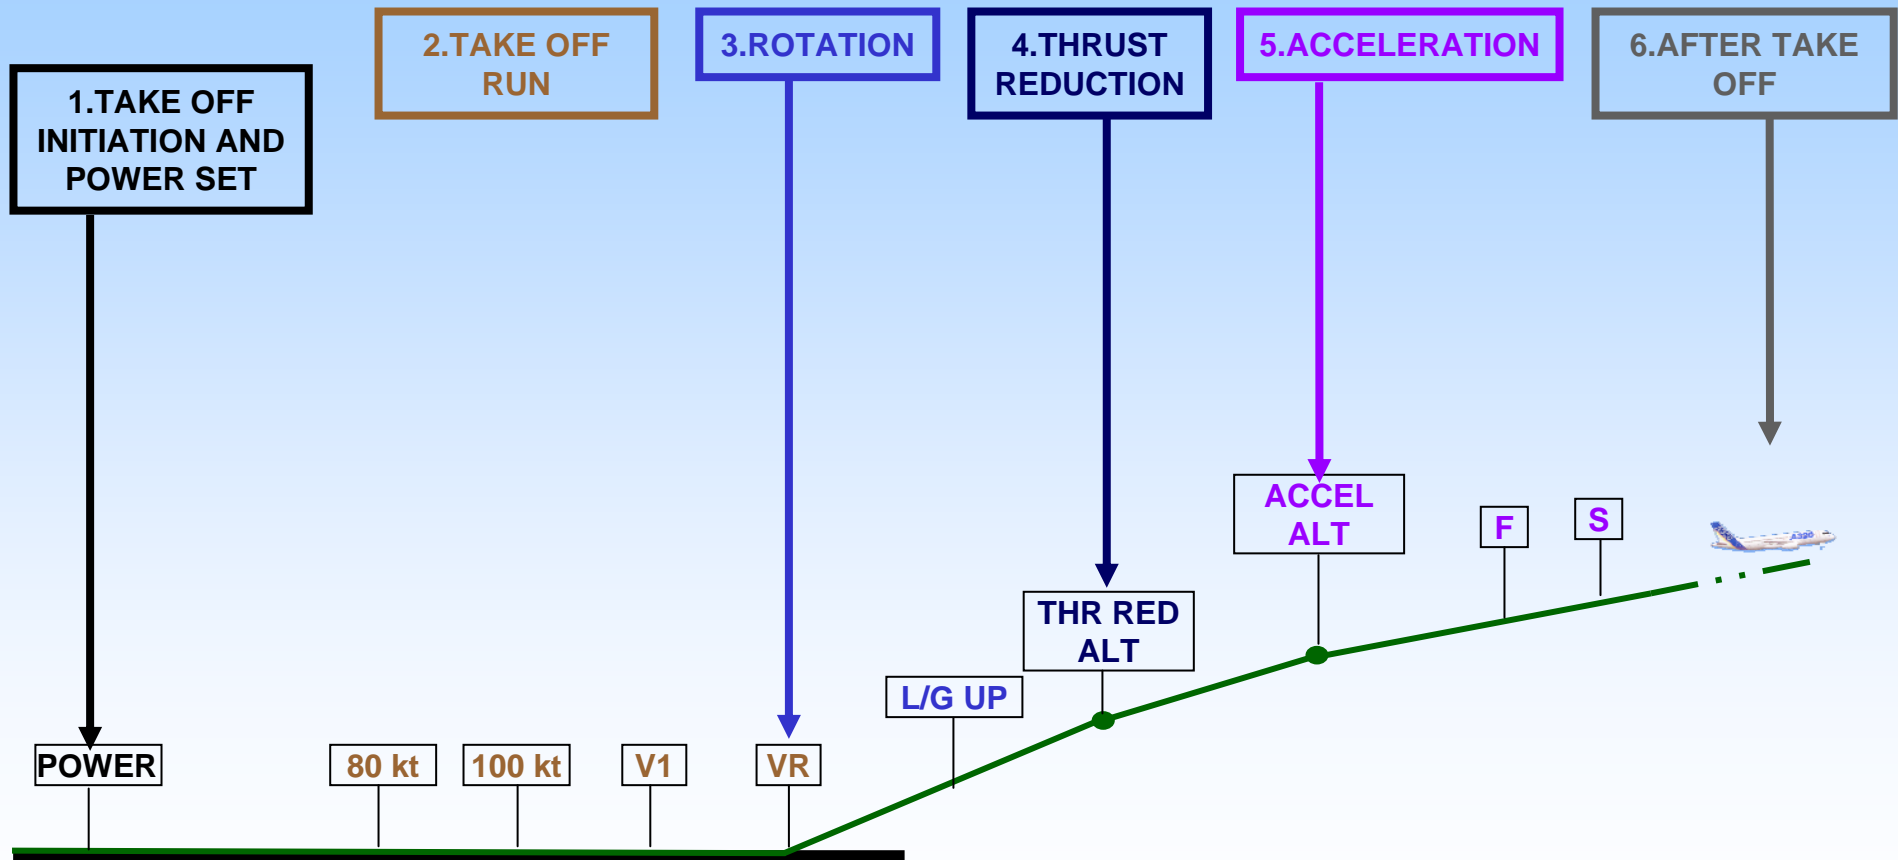 1.TAKE OFF
INITIATION AND
POWER SET
2.TAKE OFF
RUN
3.ROTATION
4.THRUST
REDUCTION
5.ACCELERATION
6.AFTER TAKE
OFF
ACCEL
ALT
F
S
A320
THR RED
ALT
L/G UP
POWER
80 kt
100 kt
V1
VR